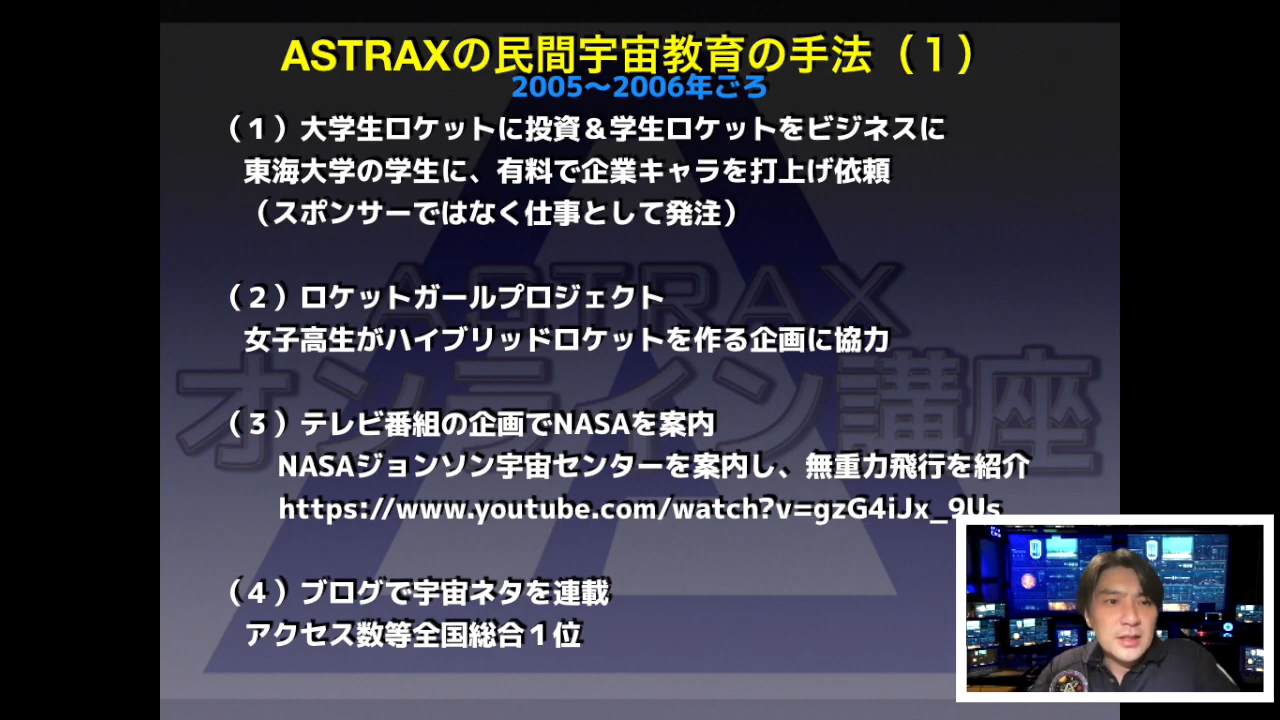 ASTRAXの民間宇宙教育の手法（１）
2005〜2006年ごろ
（１）大学生ロケットに投資＆学生ロケットをビジネスに
東海大学の学生に、有料で企業キャラを打上げ依頼
（スポンサーではなく仕事として発注）
ASTRAX
（２）ロケットガールプロジェクト
女子高生がハイブリッドロケットを作る企画に協力
オンライン講座
（３）テレビ番組の企画でNASAを案内
NASAジョンソン宇宙センターを案内し、無重力飛行を紹介
https://www.youtube.com/watch?v=gzG4iJx_9Us
（４）ブログで宇宙ネタを連載
アクセス数等全国総合１位